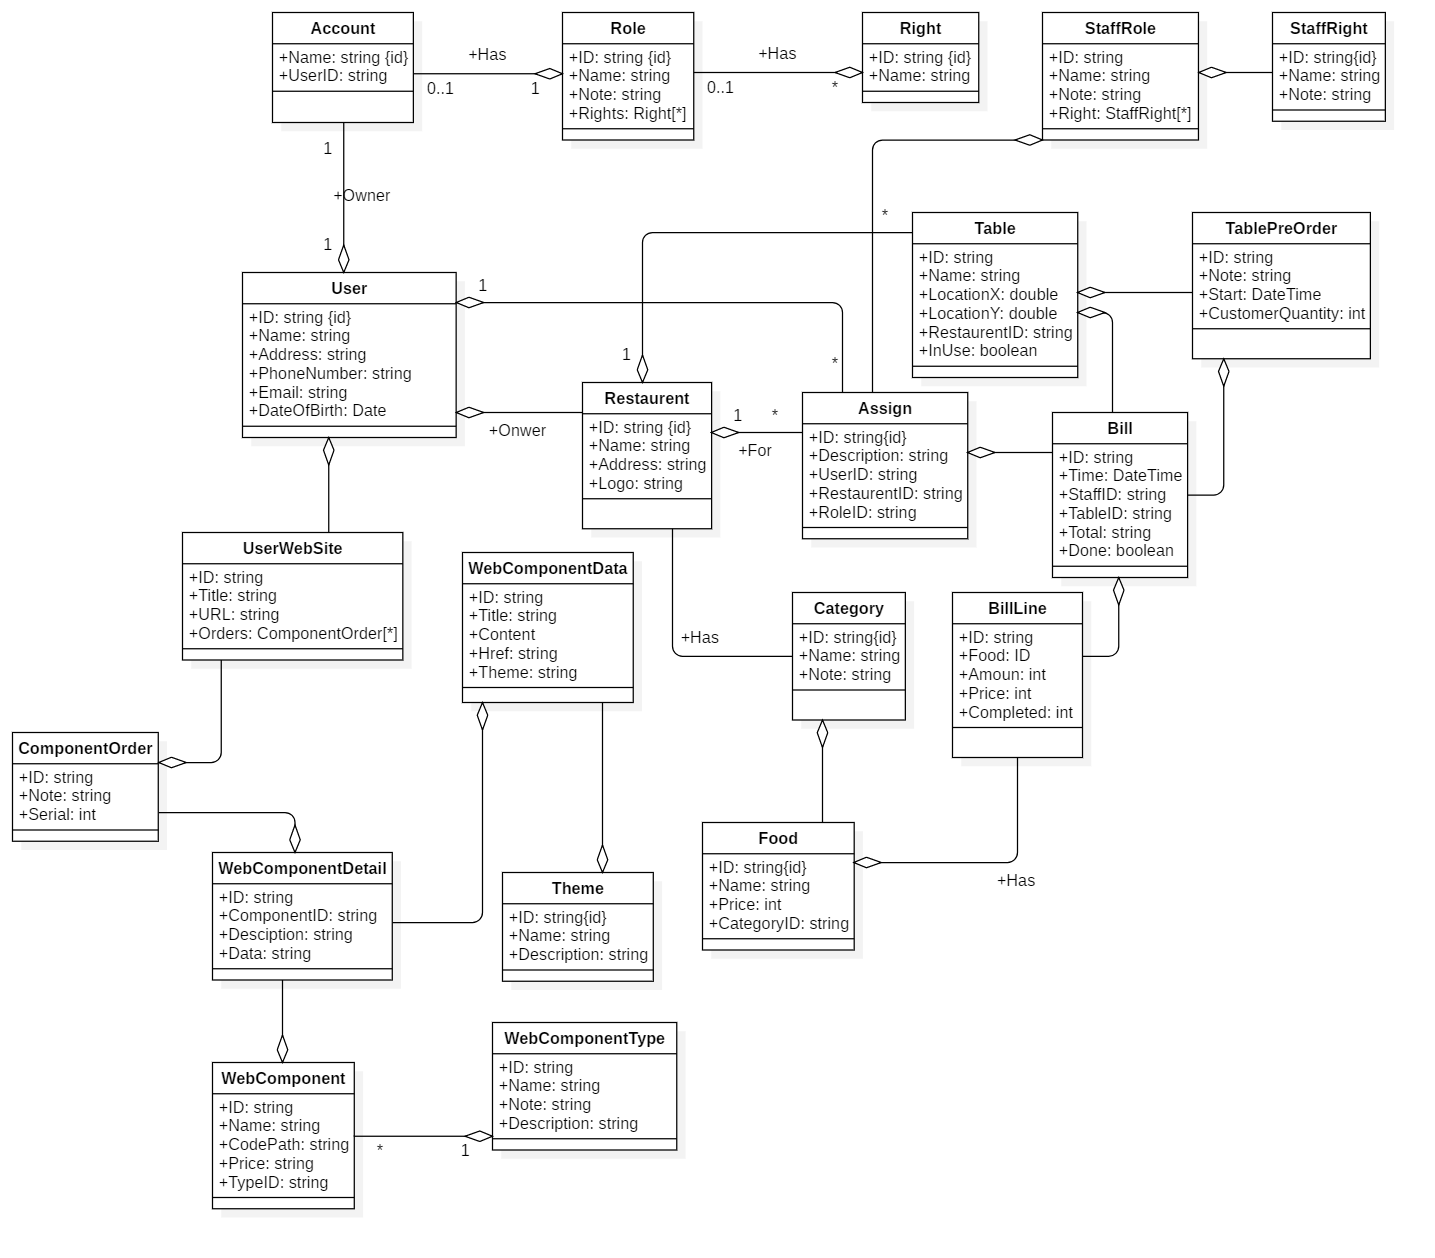 Account
+Name: string {id}
+UserID: string
+Has
0..1
1
Role
+ID: string {id}
+Name: string
+Note: string
+Rights: Right[*]
+Has
0..1
*
Right
+ID: string {id}
+Name: string
StaffRole
+ID: string
+Name: string
+Note: string
+Right: StaffRight[*]
StaffRight
+ID: string{id}
+Name: string
+Note: string
1
+Owner
1
User
+ID: string {id}
+Name: string
+Address: string
+PhoneNumber: string
+Email: string
+DateOfBirth: Date
1
*
+Onwer
*
1
Table
+ID: string
+Name: string
+LocationX: double
+LocationY: double
+RestaurentID: string
+InUse: boolean
TablePreOrder
+ID: string
+Note: string
+Start: DateTime
+CustomerQuantity: int
Restaurent
+ID: string {id}
+Name: string
+Address: string
+Logo: string
1
*
+For
Assign
+ID: string{id}
+Description: string
+UserID: string
+RestaurentID: string
+RoleID: string
Bill
+ID: string
+Time: DateTime
+StaffID: string
+TableID: string
+Total: string
+Done: boolean
UserWebSite
+ID: string
+Title: string
+URL: string
+Orders: ComponentOrder[*]
WebComponentData
+ID: string
+Title: string
+Content
+Href: string
+Theme: string
+Has
Category
+ID: string{id}
+Name: string
+Note: string
BillLine
+ID: string
+Food: ID
+Amoun: int
+Price: int
+Completed: int
ComponentOrder
+ID: string
+Note: string
+Serial: int
WebComponentDetail
+ID: string
+ComponentID: string
+Desciption: string
+Data: string
Theme
+ID: string{id}
+Name: string
+Description: string
Food
+ID: string{id}
+Name: string
+Price: int
+CategoryID: string
+Has
WebComponent
+ID: string
+Name: string
+CodePath: string
+Price: string
+TypeID: string
*
1
WebComponentType
+ID: string
+Name: string
+Note: string
+Description: string